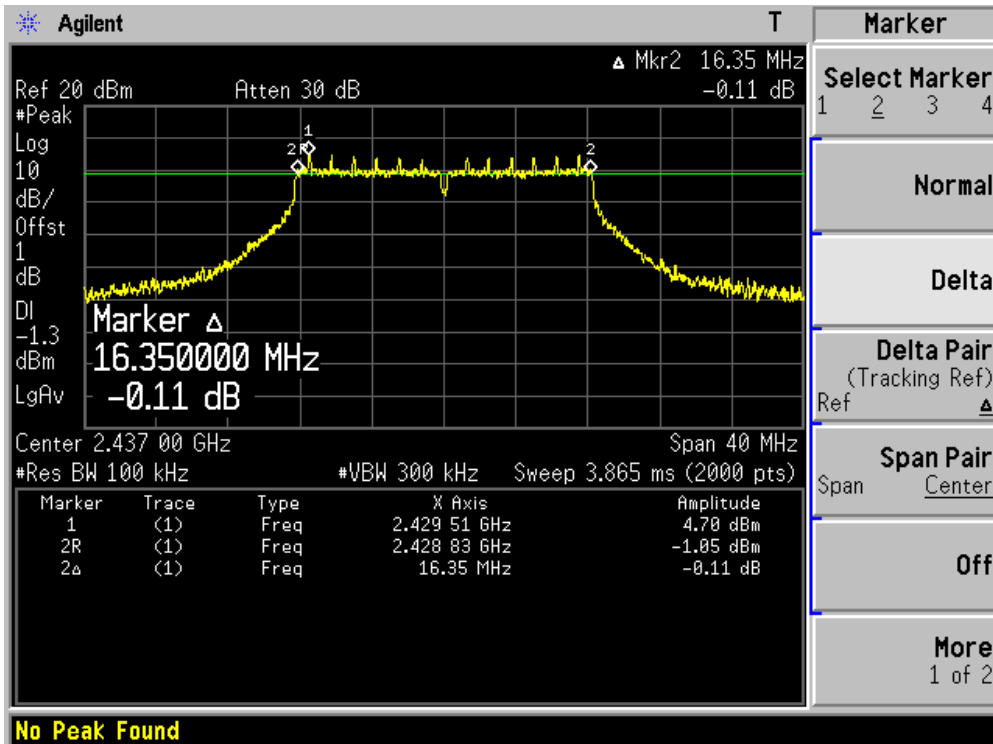 Agilent T
Marker
Δ Mkr2 16.35 MHz
Ref 20 dBm Atten 30 dB -0.11 dB
#Peak
Log
10
dB/
Offst
1
dB
DI
-1.3
dBm
LgAv
1
2R
2
Marker Δ
16.350000 MHz
-0.11 dB
Center 2.437 00 GHz Span 40 MHz
#Res BW 100 kHz #VBW 300 kHz Sweep 3.865 ms (2000 pts)
Marker Trace Type X Axis Amplitude
1 (1) Freq 2.429 51 GHz 4.70 dBm
2R (1) Freq 2.428 83 GHz -1.05 dBm
2Δ (1) Freq 16.35 MHz -0.11 dB
No Peak Found
Select Marker
1 2 3 4
Normal
Delta
Delta Pair
(Tracking Ref)
Ref Δ
Span Pair
Span Center
Off
More
1 of 2